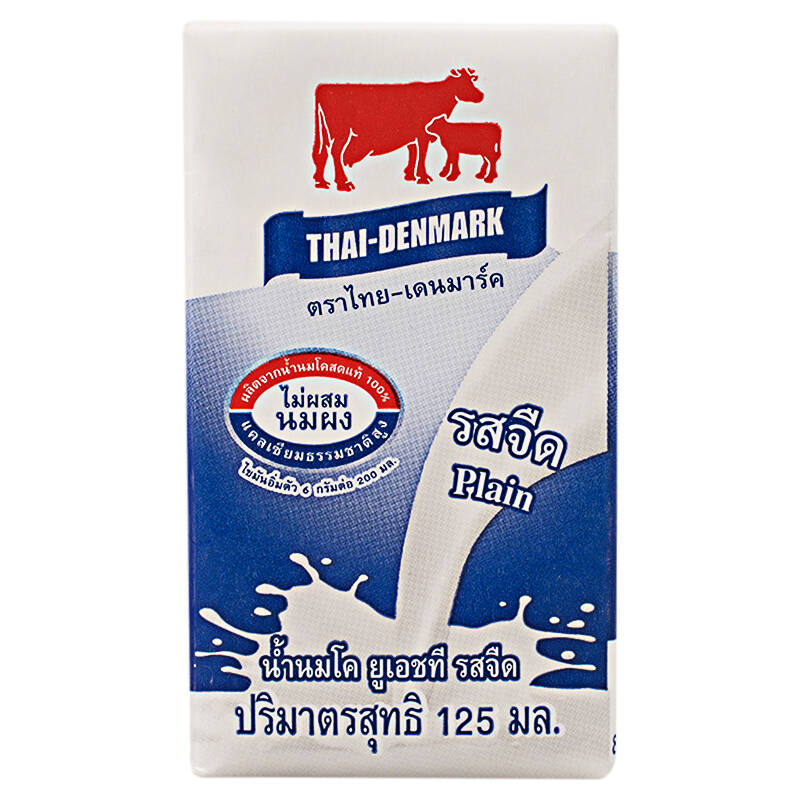 THAI-DENMARK
ตราไทย-เดนมาร์ค
ผลิตจากน้ำนมโคสดแท้ 100%
ไม่ผสม
นมผง
แคลเซียมธรรมชาติสูง
ไขมันอิ่มตัว 6 กรัมต่อ 200 มล.
รสจืด
Plain
น้ำนมโค ยูเอชที รสจืด
ปริมาตรสุทธิ 125 มล.